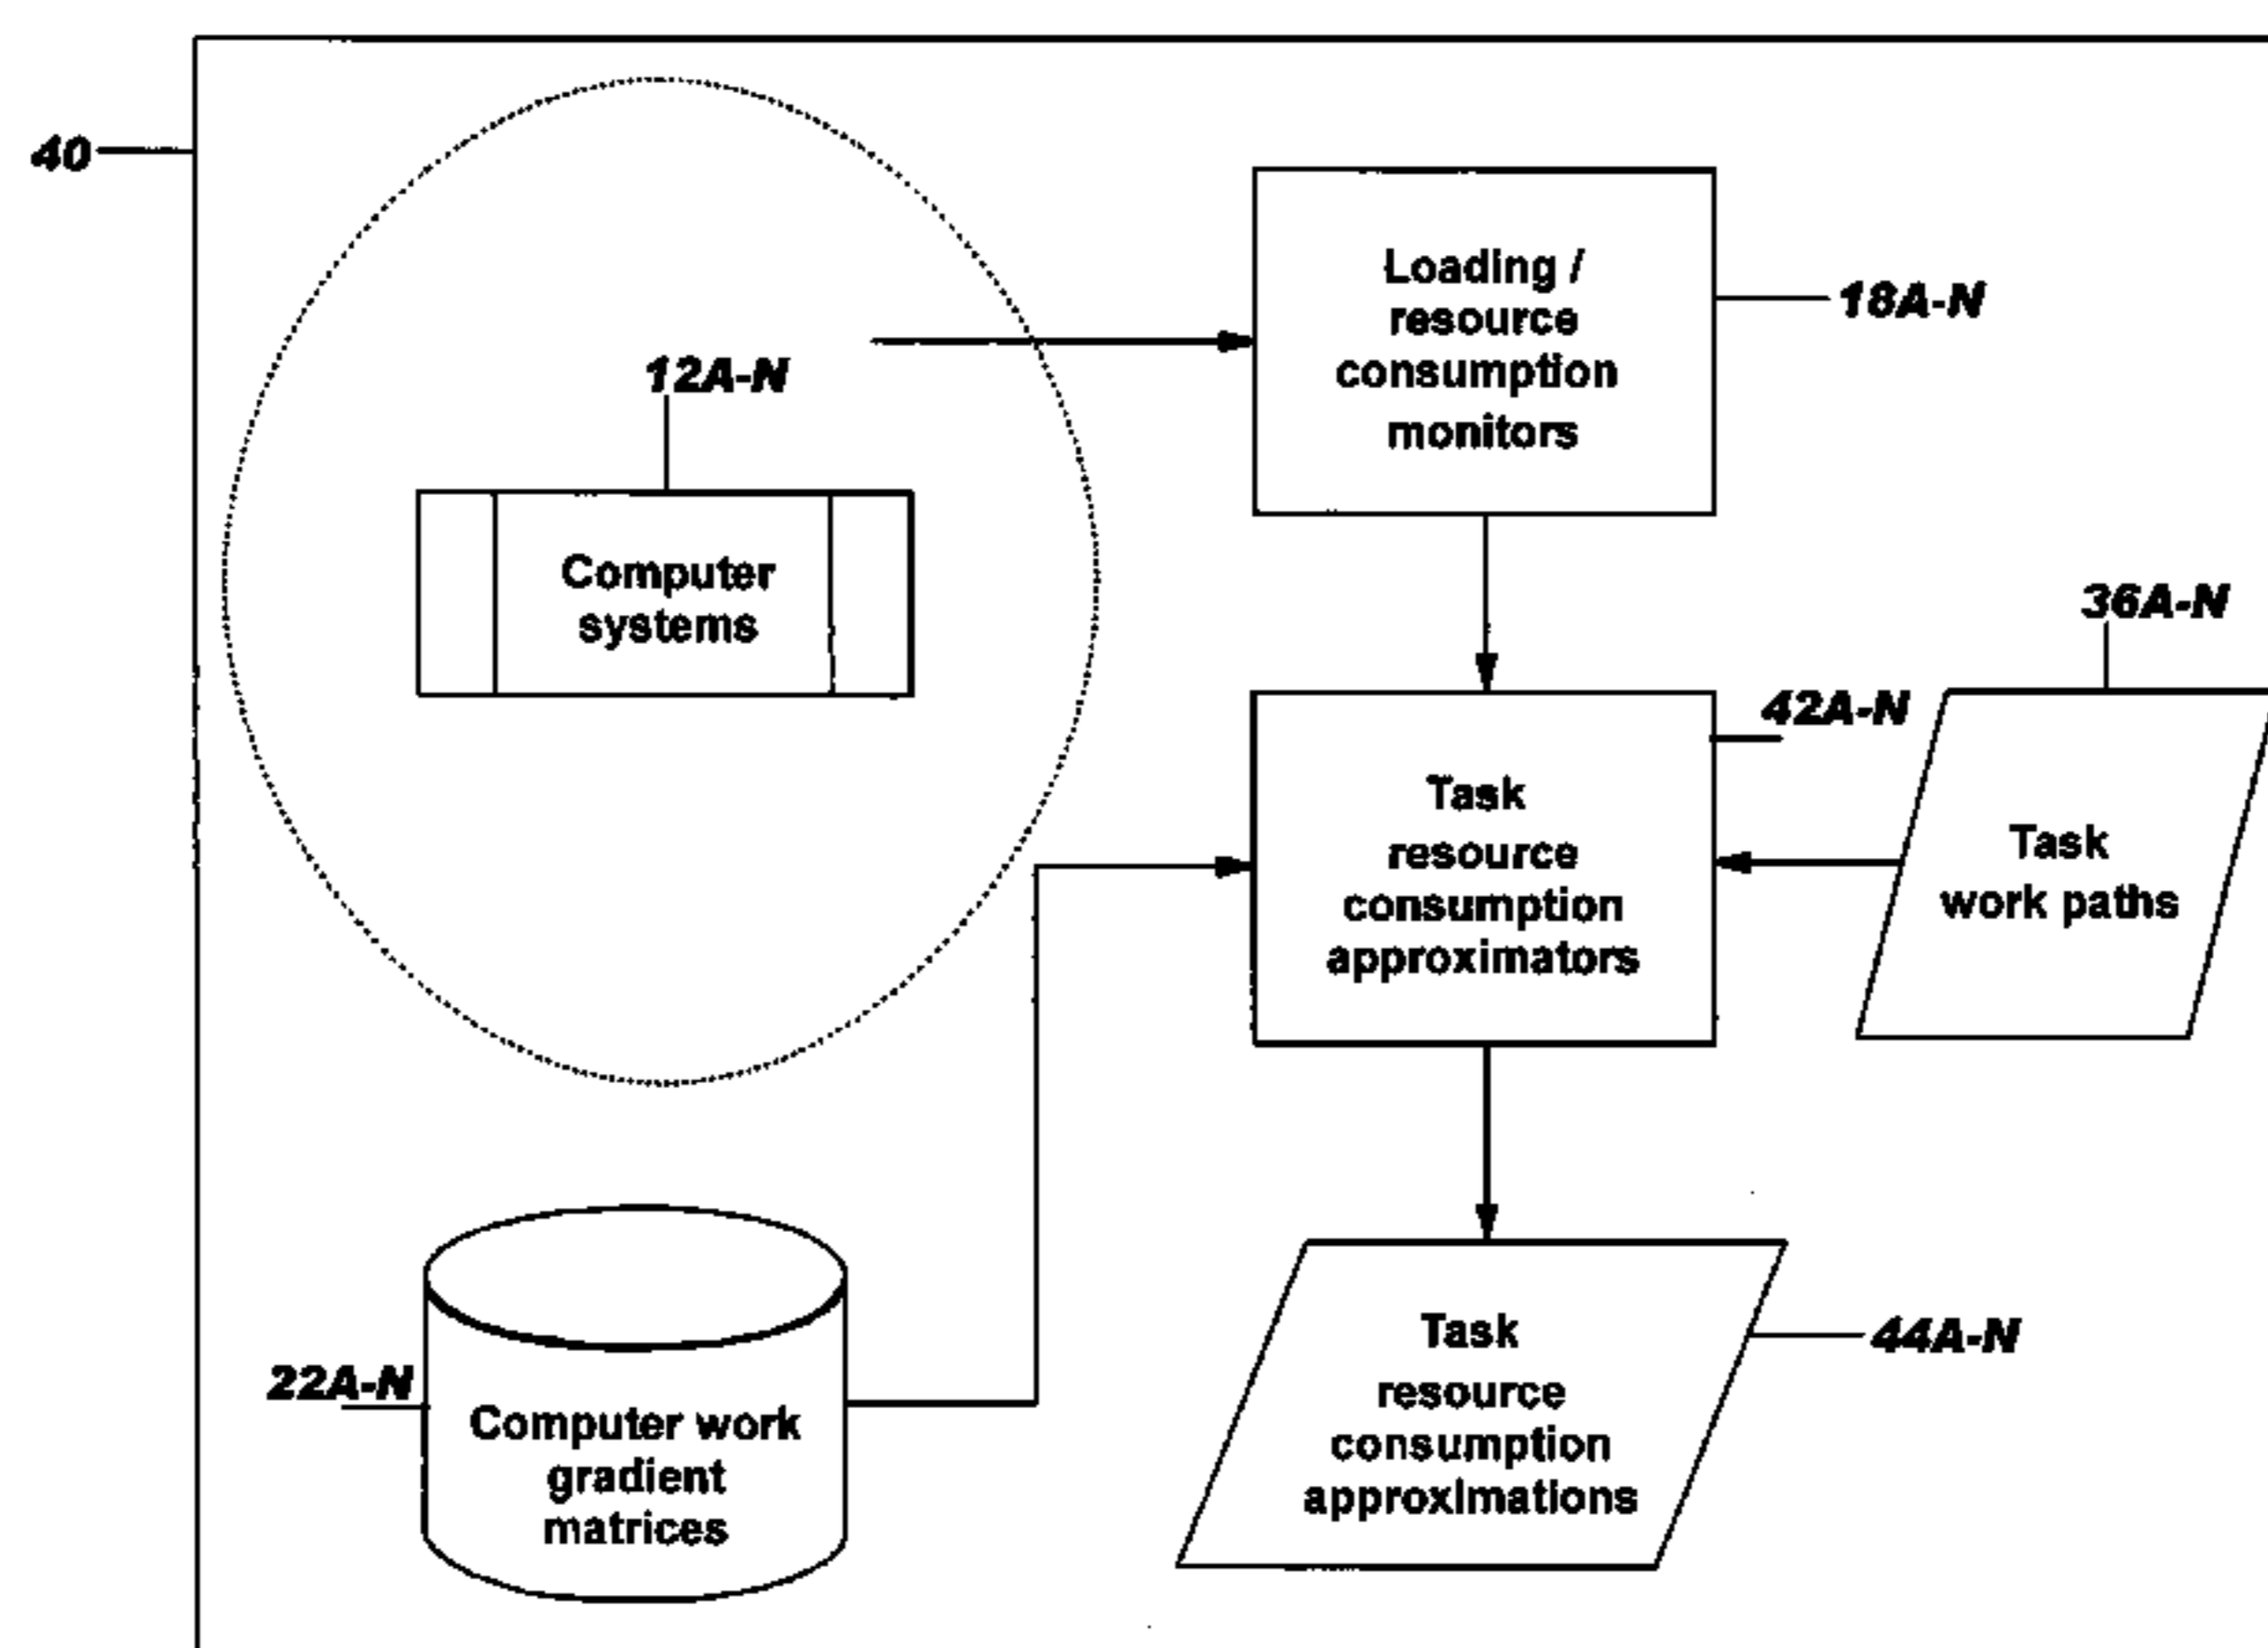 40
Loading /
resource
consumption
monitors
18A-N
12A-N
Computer
systems
36A-N
42A-N
Task
resource
consumption
approximators
Task
work paths
22A-N
Computer work
gradient
matrices
Task
resource
consumption
approximations
44A-N